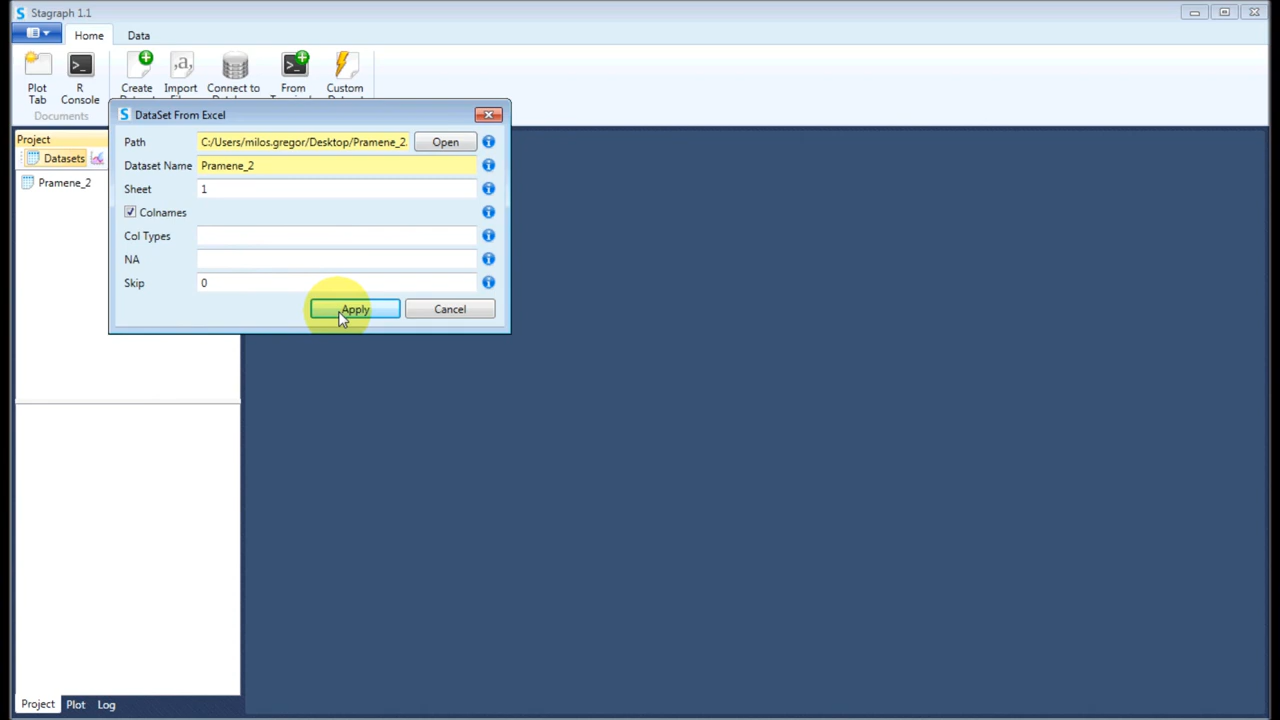 Stagraph 1.1
Home Data
Plot Tab
R Console
Create
Import
Connect to
From
Custom
Documents
DataSet From Excel
Project
Path C:/Users/milos.gregor/Desktop/Pramene_2. Open
Datasets
Dataset Name Pramene_2
Pramene_2
Sheet 1
Colnames
Col Types
NA
Skip 0
Apply Cancel
Project Plot Log